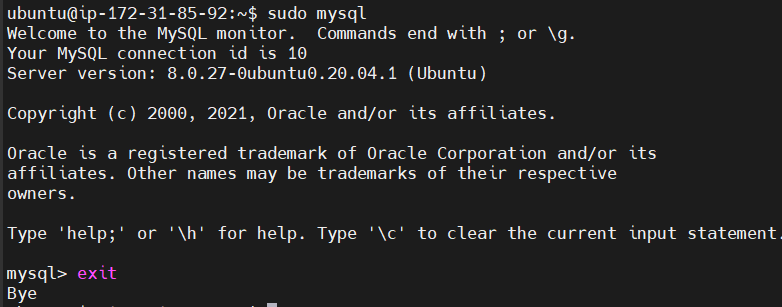 ubuntu@ip-172-31-85-92:~$ sudo mysql
Welcome to the MySQL monitor.  Commands end with ; or \g.
Your MySQL connection id is 10
Server version: 8.0.27-0ubuntu0.20.04.1 (Ubuntu)
Copyright (c) 2000, 2021, Oracle and/or its affiliates.
Oracle is a registered trademark of Oracle Corporation and/or its
affiliates. Other names may be trademarks of their respective
owners.
Type 'help;' or '\h' for help. Type '\c' to clear the current input statement.
mysql> exit
Bye